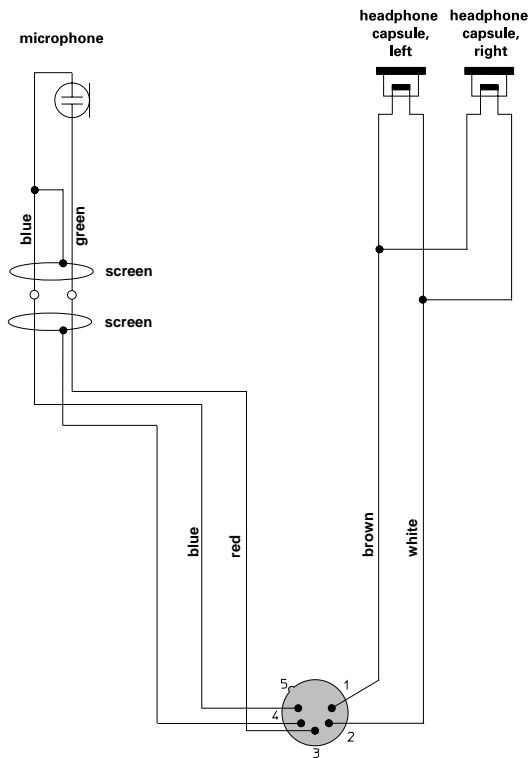 microphone
headphone
capsule,
left
headphone
capsule,
right
blue
green
screen
screen
blue
red
brown
white
5
1
4
2
3